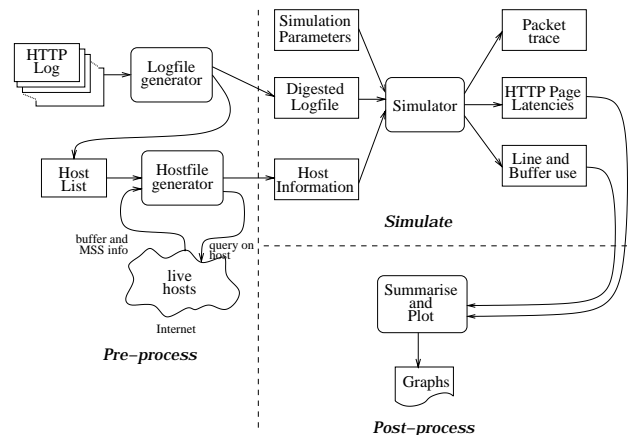 HTTP
Log
Logfile
generator
Simulation
Parameters
Packet
trace
Digested
Logfile
Simulator
HTTP Page
Latencies
Host
List
Hostfile
generator
Host
Information
Line and
Buffer use
Simulate
buffer and
MSS info
query on
host
live
hosts
Internet
Pre-process
Summarise
and
Plot
Graphs
Post-process